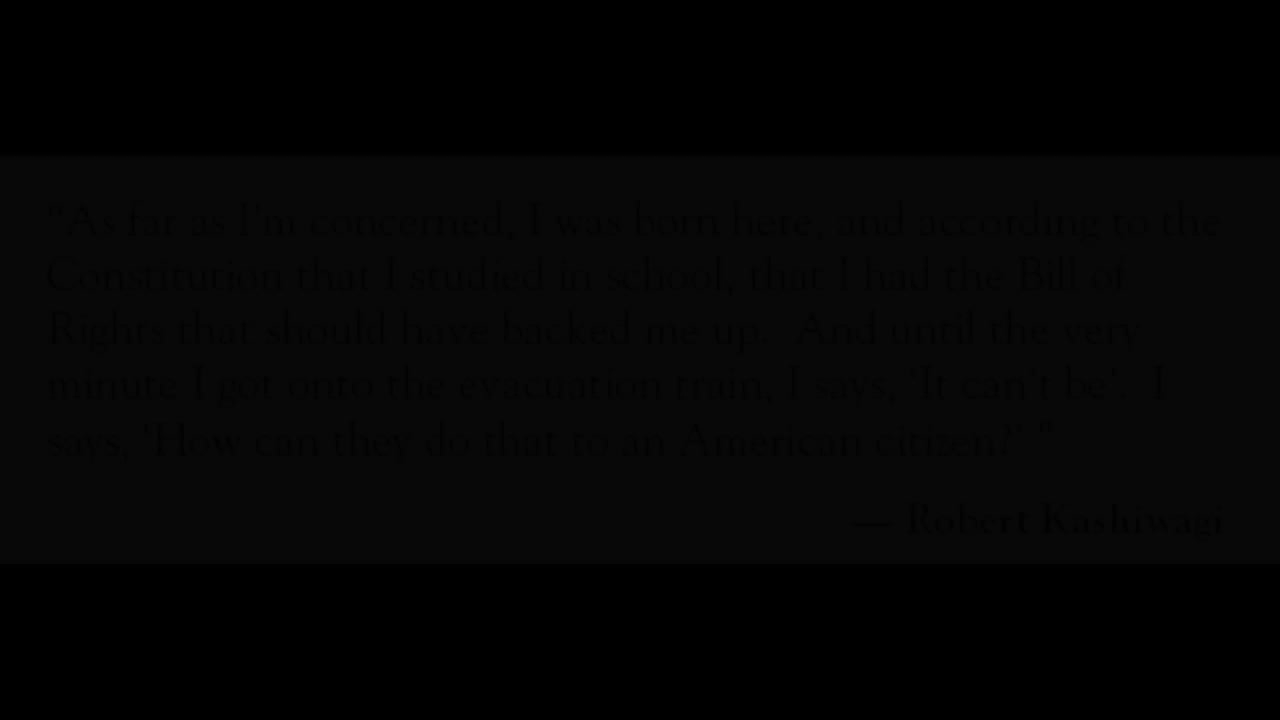 “As far as I’m concerned, I was born here, and according to the
Constitution that I studied in school, that I had the Bill of
Rights that should have backed me up.  And until the very
minute I got onto the evacuation train, I says, ‘It can’t be’.  I
says, ‘How can they do that to an American citizen?’ ”
— Robert Kashiwagi